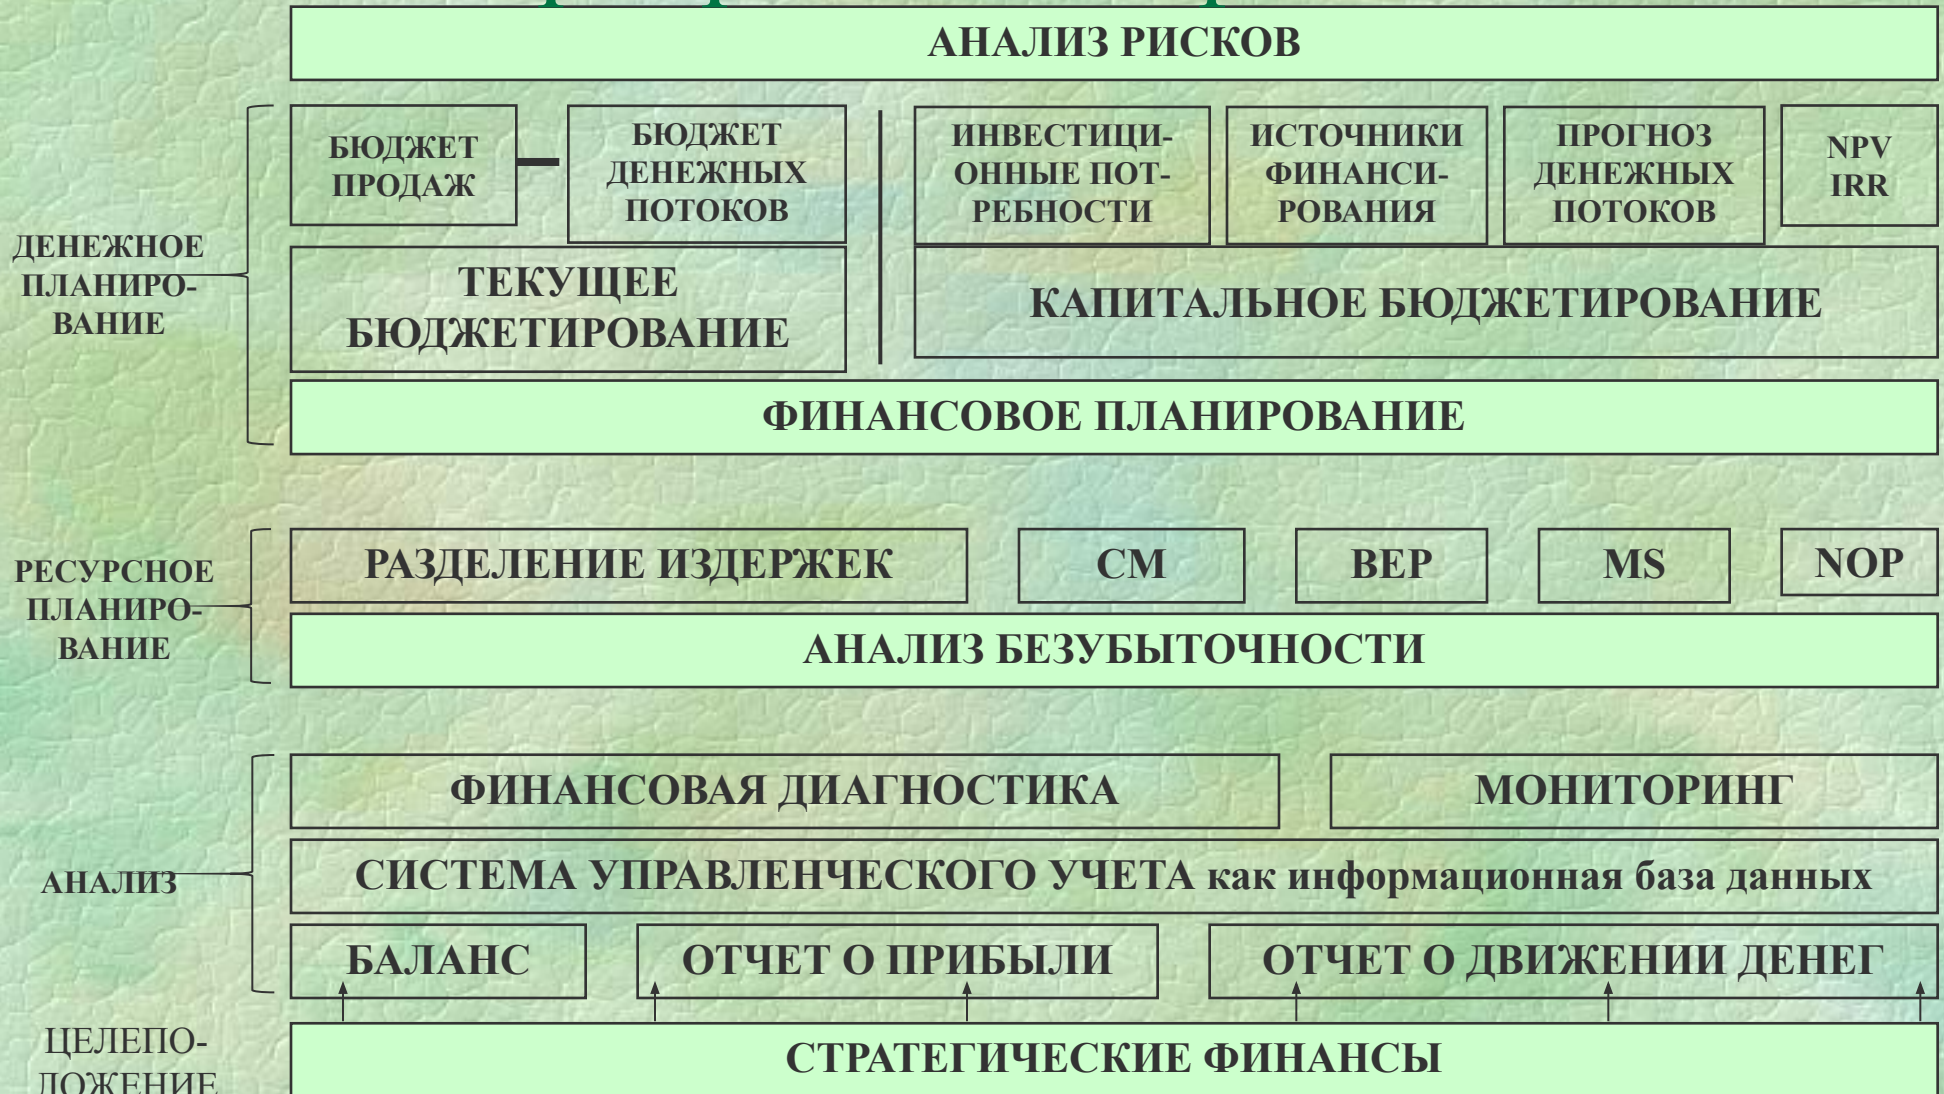 АНАЛИЗ РИСКОВ
БЮДЖЕТ
ПРОДАЖ
БЮДЖЕТ
ДЕНЕЖНЫХ
ПОТОКОВ
ИНВЕСТИЦИ-
ОННЫЕ ПОТ-
РЕБНОСТИ
ИСТОЧНИКИ
ФИНАНСИ-
РОВАНИЯ
ПРОГНОЗ
ДЕНЕЖНЫХ
ПОТОКОВ
NPV
IRR
ДЕНЕЖНОЕ
ПЛАНИРО-
ВАНИЕ
ТЕКУЩЕЕ
БЮДЖЕТИРОВАНИЕ
КАПИТАЛЬНОЕ БЮДЖЕТИРОВАНИЕ
ФИНАНСОВОЕ ПЛАНИРОВАНИЕ
РЕСУРСНОЕ
ПЛАНИРО-
ВАНИЕ
РАЗДЕЛЕНИЕ ИЗДЕРЖЕК
CM
BEP
MS
NOP
АНАЛИЗ БЕЗУБЫТОЧНОСТИ
АНАЛИЗ
ФИНАНСОВАЯ ДИАГНОСТИКА
МОНИТОРИНГ
СИСТЕМА УПРАВЛЕНЧЕСКОГО УЧЕТА как информационная база данных
БАЛАНС
ОТЧЕТ О ПРИБЫЛИ
ОТЧЕТ О ДВИЖЕНИИ ДЕНЕГ
ЦЕЛЕПО-
ЛОЖЕНИЕ
СТРАТЕГИЧЕСКИЕ ФИНАНСЫ